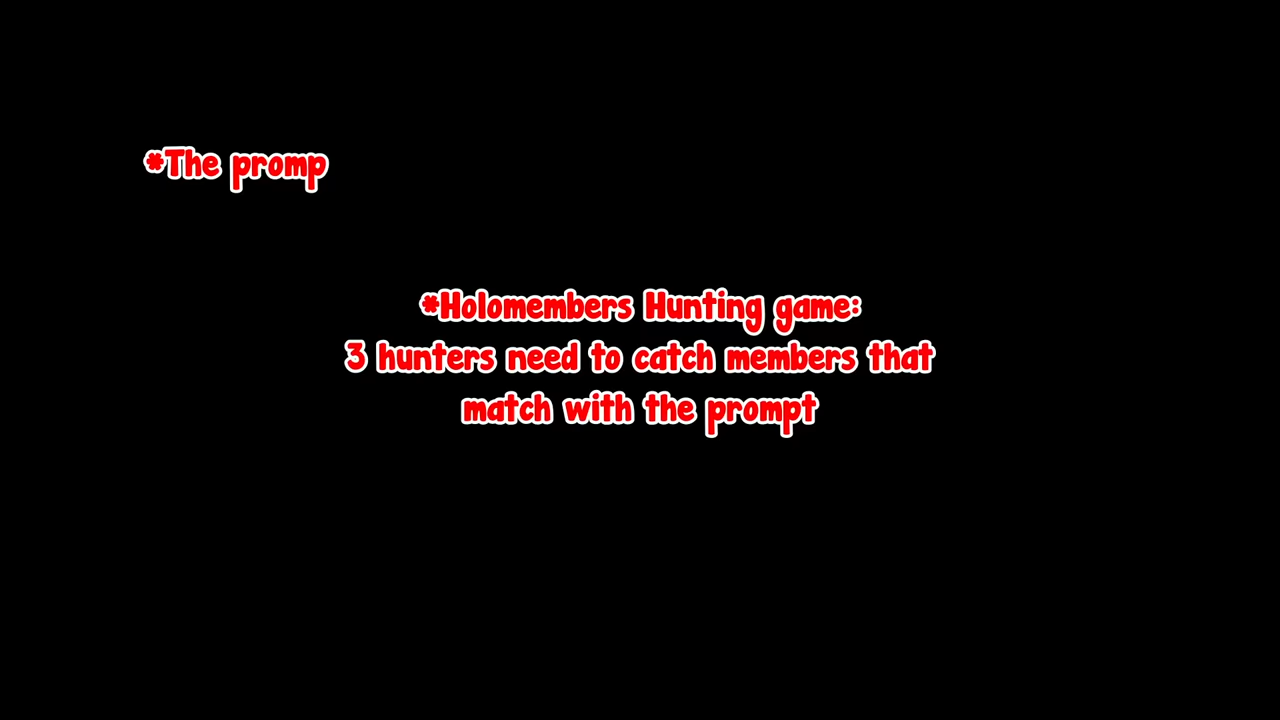 *The promp
*Holomembers Hunting game:
3 hunters need to catch members that
match with the prompt